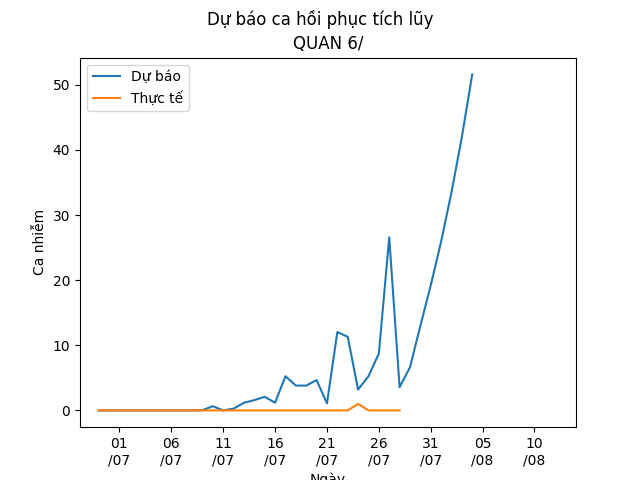 Dự báo ca hồi phục tích lũy
QUAN 6/
Dự báo
Thực tế
Ca nhiễm
50
40
30
20
10
0
01 06 11 16 21 26 31 05 10
/07 /07 /07 /07 /07 /07 /07 /08 /08
Ngày